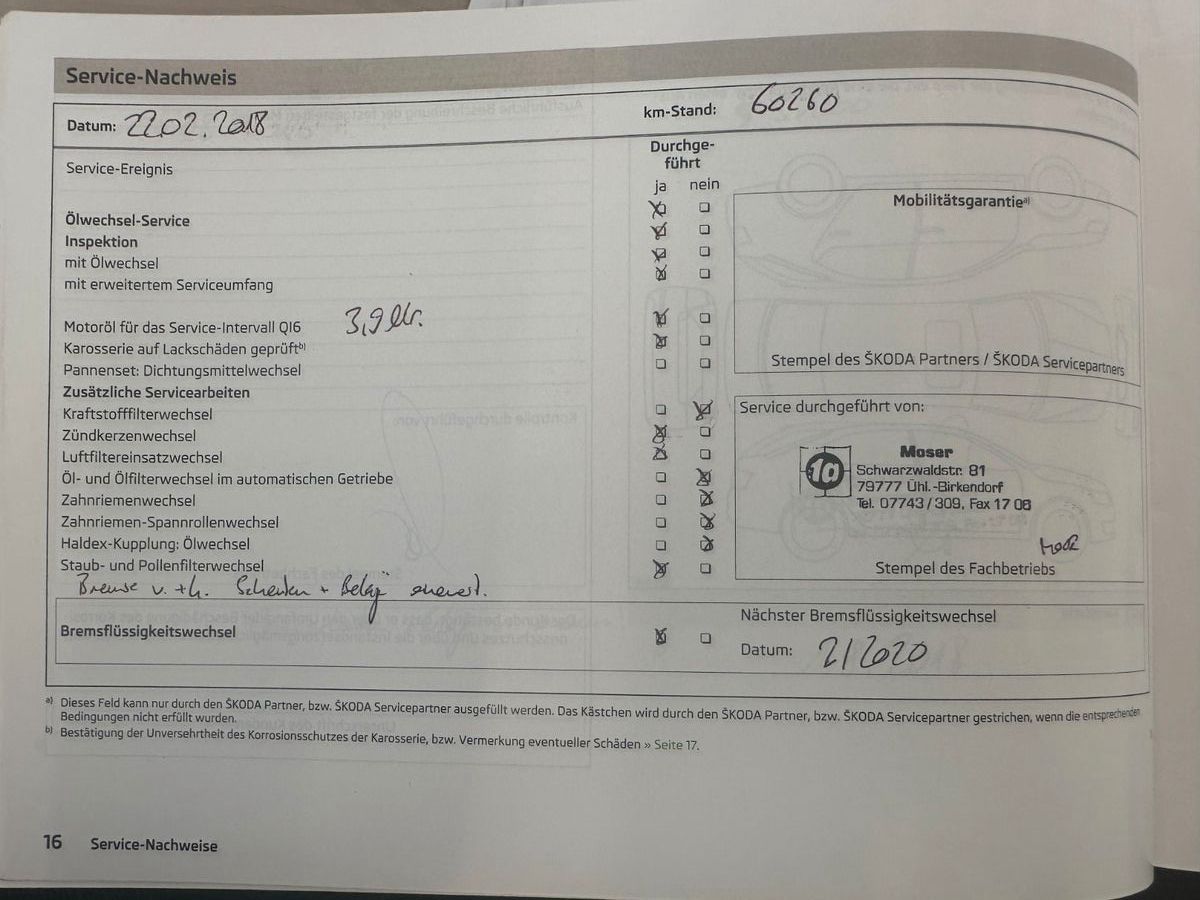 Service-Nachweis
Datum: 22.02.2018
km-Stand: 60260
Service-Ereignis
Durchge-
führt
ja nein
Ölwechsel-Service
Inspektion
mit Ölwechsel
mit erweitertem Serviceumfang
Motoröl für das Service-Intervall QI6 3,9 ltr.
Karosserie auf Lackschäden geprüft b)
Pannenset: Dichtungsmittelwechsel
Zusätzliche Servicearbeiten
Kraftstofffilterwechsel
Zündkerzenwechsel
Luftfiltereinsatzwechsel
Öl- und Ölfilterwechsel im automatischen Getriebe
Zahnriemenwechsel
Zahnriemen-Spannrollenwechsel
Haldex-Kupplung: Ölwechsel
Staub- und Pollenfilterwechsel
Bremse v. + h. Scheiben + Beläge erneuert.
Mobilitätsgarantie a)
Stempel des ŠKODA Partners / ŠKODA Servicepartners
Service durchgeführt von:
1a
Moser
Schwarzwaldstr. 81
79777 Ühl.-Birkendorf
Tel. 07743/309, Fax 17 08
Stempel des Fachbetriebs
Bremsflüssigkeitswechsel
Nächster Bremsflüssigkeitswechsel
Datum: 2/2020
a) Dieses Feld kann nur durch den ŠKODA Partner, bzw. ŠKODA Servicepartner ausgefüllt werden. Das Kästchen wird durch den ŠKODA Partner, bzw. ŠKODA Servicepartner gestrichen, wenn die entsprechenden
Bedingungen nicht erfüllt wurden.
b) Bestätigung der Unversehrtheit des Korrosionsschutzes der Karosserie, bzw. Vermerkung eventueller Schäden » Seite 17.
16 Service-Nachweise